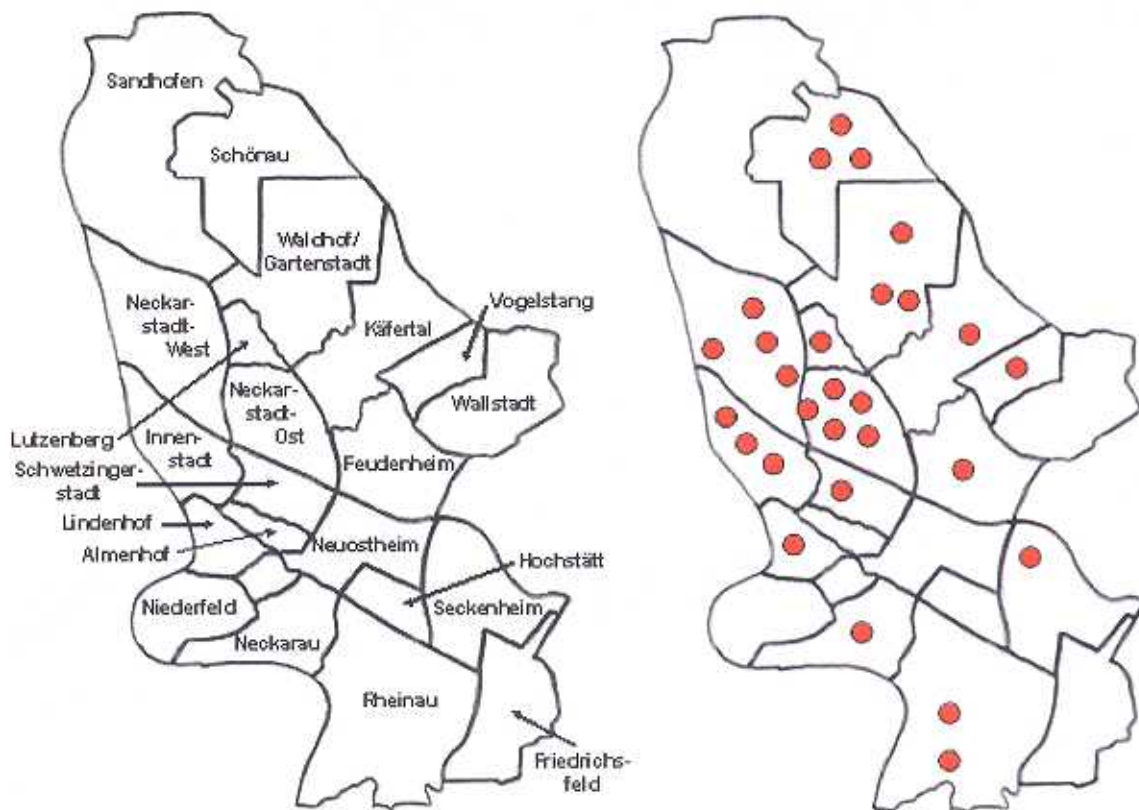 Sandhofen
Schönau
Waldhof/
Gartenstadt
Neckar-
stadt-
West
Vogelstang
Käfertal
Neckar-
stadt-
Ost
Wallstadt
Lutzenberg
Innen-
stadt
Feudenheim
Schwetzinger-
stadt
Lindenhof
Almenhof
Neuostheim
Hochstätt
Niederfeld
Seckenheim
Neckarau
Rheinau
Friedrichs-
feld